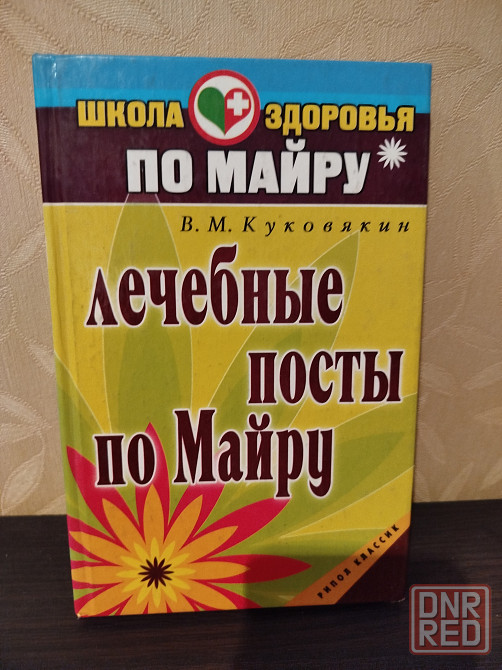 ШКОЛА ЗДОРОВЬЯ
ПО МАЙРУ*
В. М. Куковякин
Лечебные
посты
по Майру
РИПОЛ КЛАССИК
DNR
RED